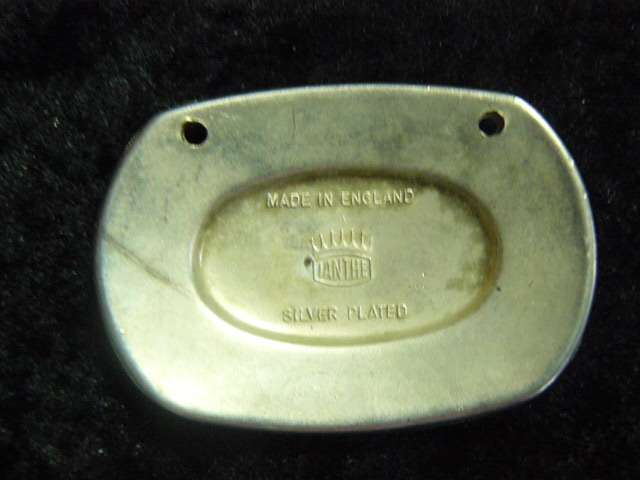 MADE IN ENGLAND
IANTHE
SILVER PLATED